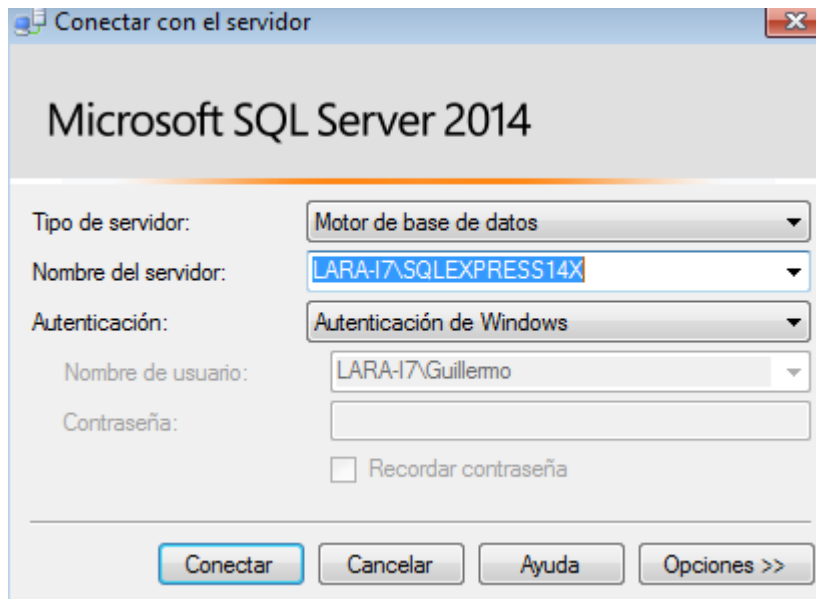 Conectar con el servidor
Microsoft SQL Server 2014
Tipo de servidor: Motor de base de datos
Nombre del servidor: LARA-I7\SQLEXPRESS14X
Autenticación: Autenticación de Windows
Nombre de usuario: LARA-I7\Guillermo
Contraseña:
Recordar contraseña
Conectar Cancelar Ayuda Opciones >>